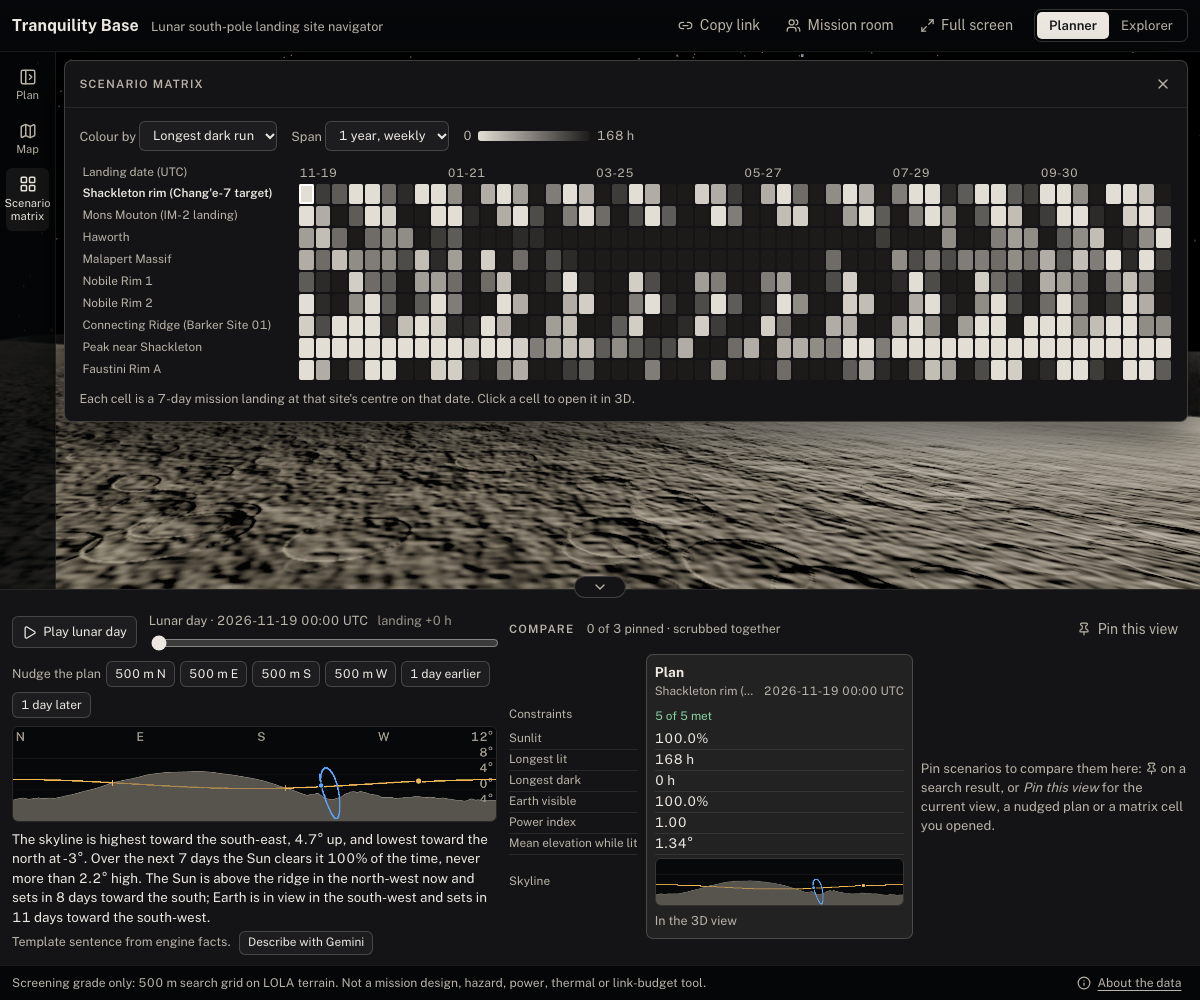 Tranquility Base Lunar south-pole landing site navigator Copy link Mission room Full screen Planner Explorer
Plan
Map
Scenario matrix
SCENARIO MATRIX
Colour by Longest dark run Span 1 year, weekly 0 168 h
Landing date (UTC) 11-19 01-21 03-25 05-27 07-29 09-30
Shackleton rim (Chang'e-7 target)
Mons Mouton (IM-2 landing)
Haworth
Malapert Massif
Nobile Rim 1
Nobile Rim 2
Connecting Ridge (Barker Site 01)
Peak near Shackleton
Faustini Rim A
Each cell is a 7-day mission landing at that site's centre on that date. Click a cell to open it in 3D.
Play lunar day Lunar day · 2026-11-19 00:00 UTC landing +0 h
Nudge the plan 500 m N 500 m E 500 m S 500 m W 1 day earlier
1 day later
N E S W 12°
8°
4°
0°
4°
The skyline is highest toward the south-east, 4.7° up, and lowest toward the
north at -3°. Over the next 7 days the Sun clears it 100% of the time, never
more than 2.2° high. The Sun is above the ridge in the north-west now and
sets in 8 days toward the south; Earth is in view in the south-west and sets in
11 days toward the south-west.
Template sentence from engine facts. Describe with Gemini
COMPARE 0 of 3 pinned · scrubbed together Pin this view
Plan
Shackleton rim (... 2026-11-19 00:00 UTC
Constraints 5 of 5 met
Sunlit 100.0%
Longest lit 168 h
Longest dark 0 h
Earth visible 100.0%
Power index 1.00
Mean elevation while lit 1.34°
Skyline
In the 3D view
Pin scenarios to compare them here: on a
search result, or Pin this view for the
current view, a nudged plan or a matrix cell
you opened.
Screening grade only: 500 m search grid on LOLA terrain. Not a mission design, hazard, power, thermal or link-budget tool. About the data